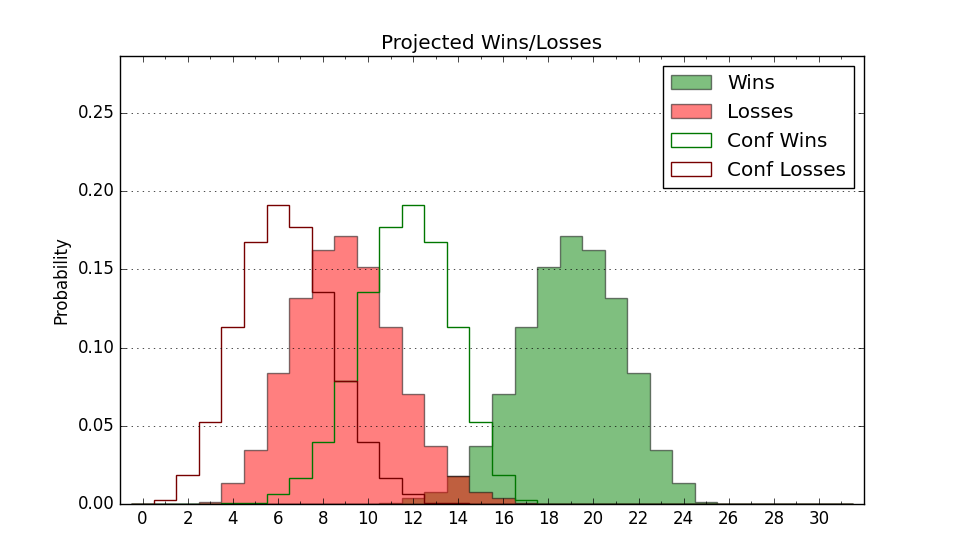 Projected Wins/Losses
Wins
Losses
Conf Wins
Conf Losses
Probability
0.25
0.20
0.15
0.10
0.05
0.00
0 2 4 6 8 10 12 14 16 18 20 22 24 26 28 30